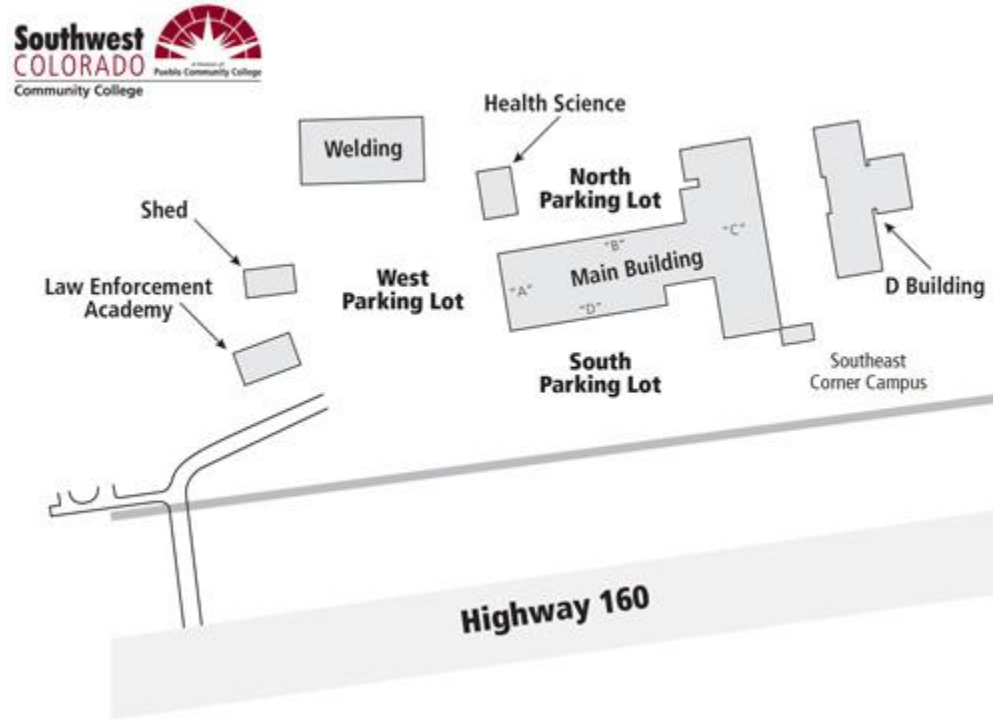 Southwest
COLORADO
Community College
A Division of
Pueblo Community College
Health Science
Welding
North
Parking Lot
Shed
"B"
"C"
Main Building
West
Parking Lot
"A"
"D"
Law Enforcement
Academy
D Building
South
Parking Lot
Southeast
Corner Campus
Highway 160